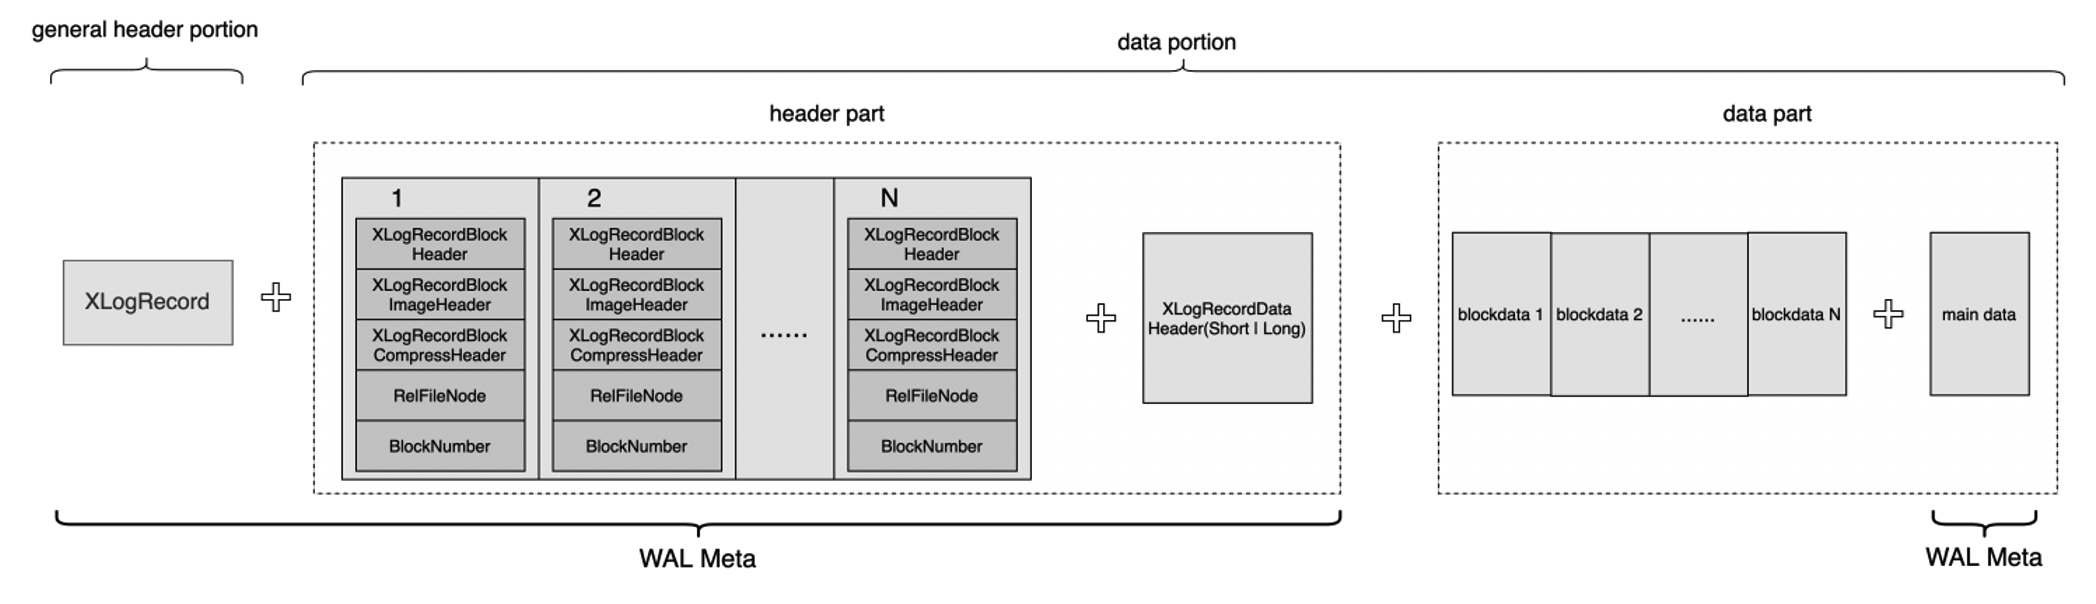 general header portion
data portion
header part
data part
XLogRecord
1
XLogRecordBlock
Header
XLogRecordBlock
ImageHeader
XLogRecordBlock
CompressHeader
RelFileNode
BlockNumber
2
XLogRecordBlock
Header
XLogRecordBlock
ImageHeader
XLogRecordBlock
CompressHeader
RelFileNode
BlockNumber
......
N
XLogRecordBlock
Header
XLogRecordBlock
ImageHeader
XLogRecordBlock
CompressHeader
RelFileNode
BlockNumber
XLogRecordData
Header(Short | Long)
blockdata 1
blockdata 2
......
blockdata N
main data
WAL Meta
WAL Meta